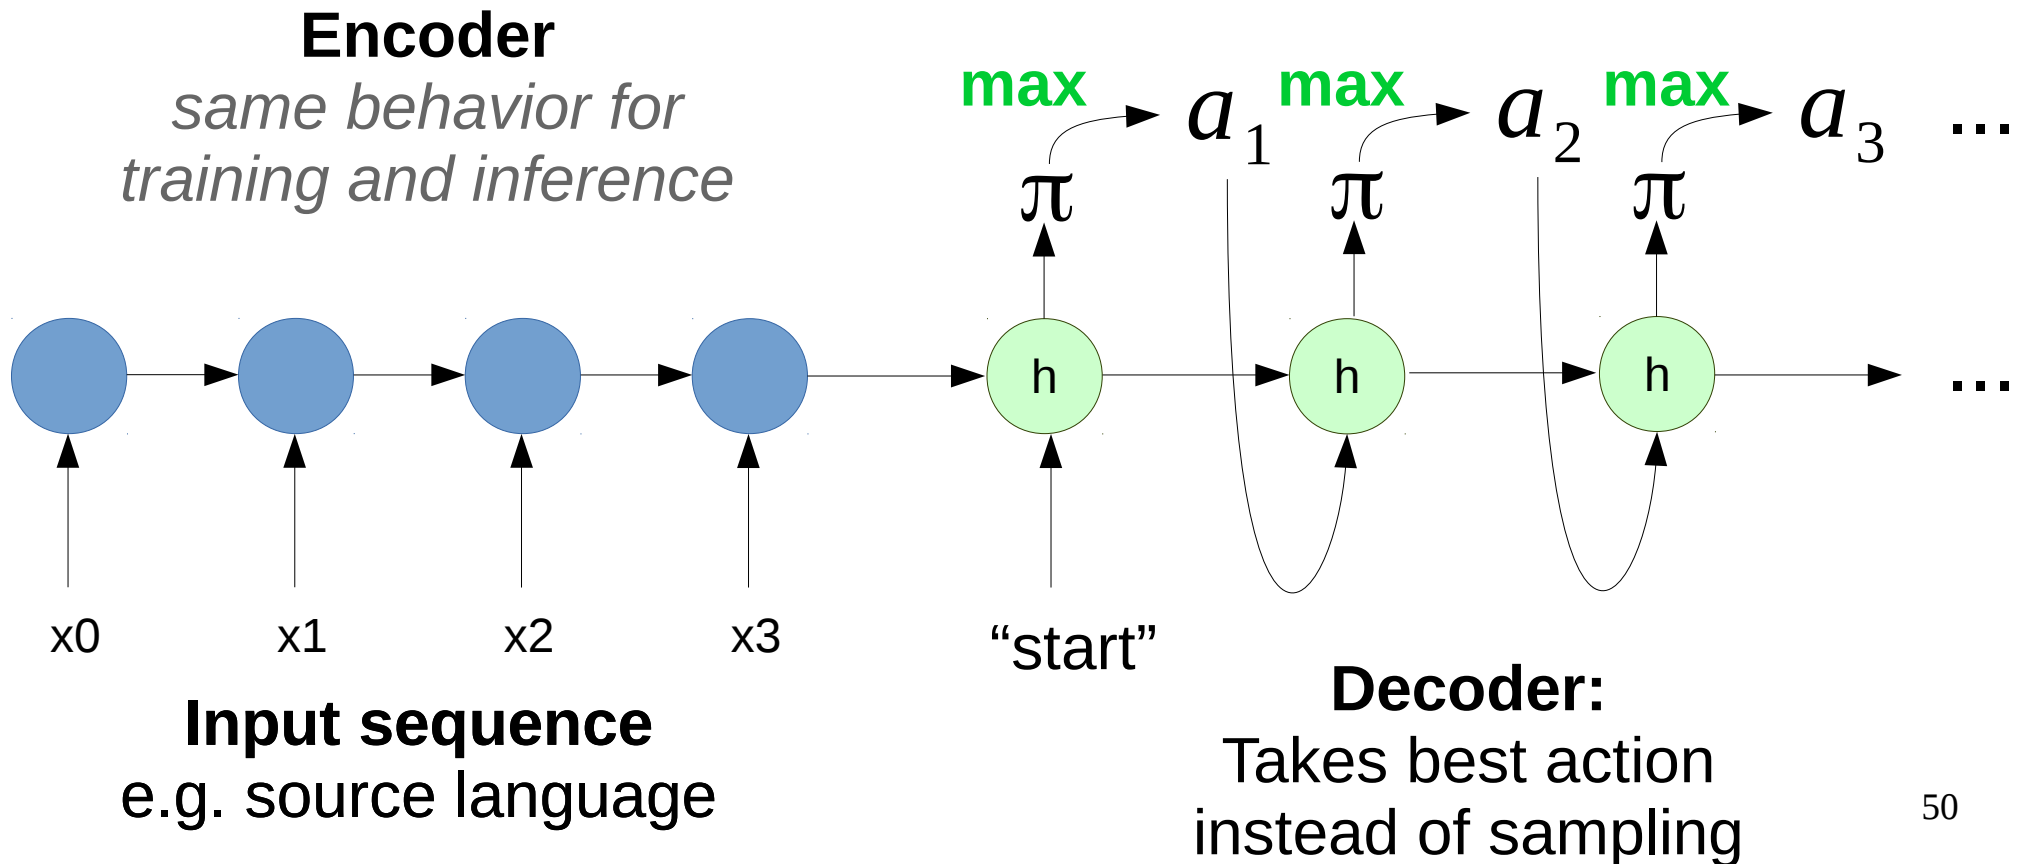 Encoder
same behavior for
training and inference
max
a1
max
a2
max
a3
...
π
π
π
h
h
h
...
x0
x1
x2
x3
“start”
Input sequence
e.g. source language
Decoder:
Takes best action
instead of sampling
50